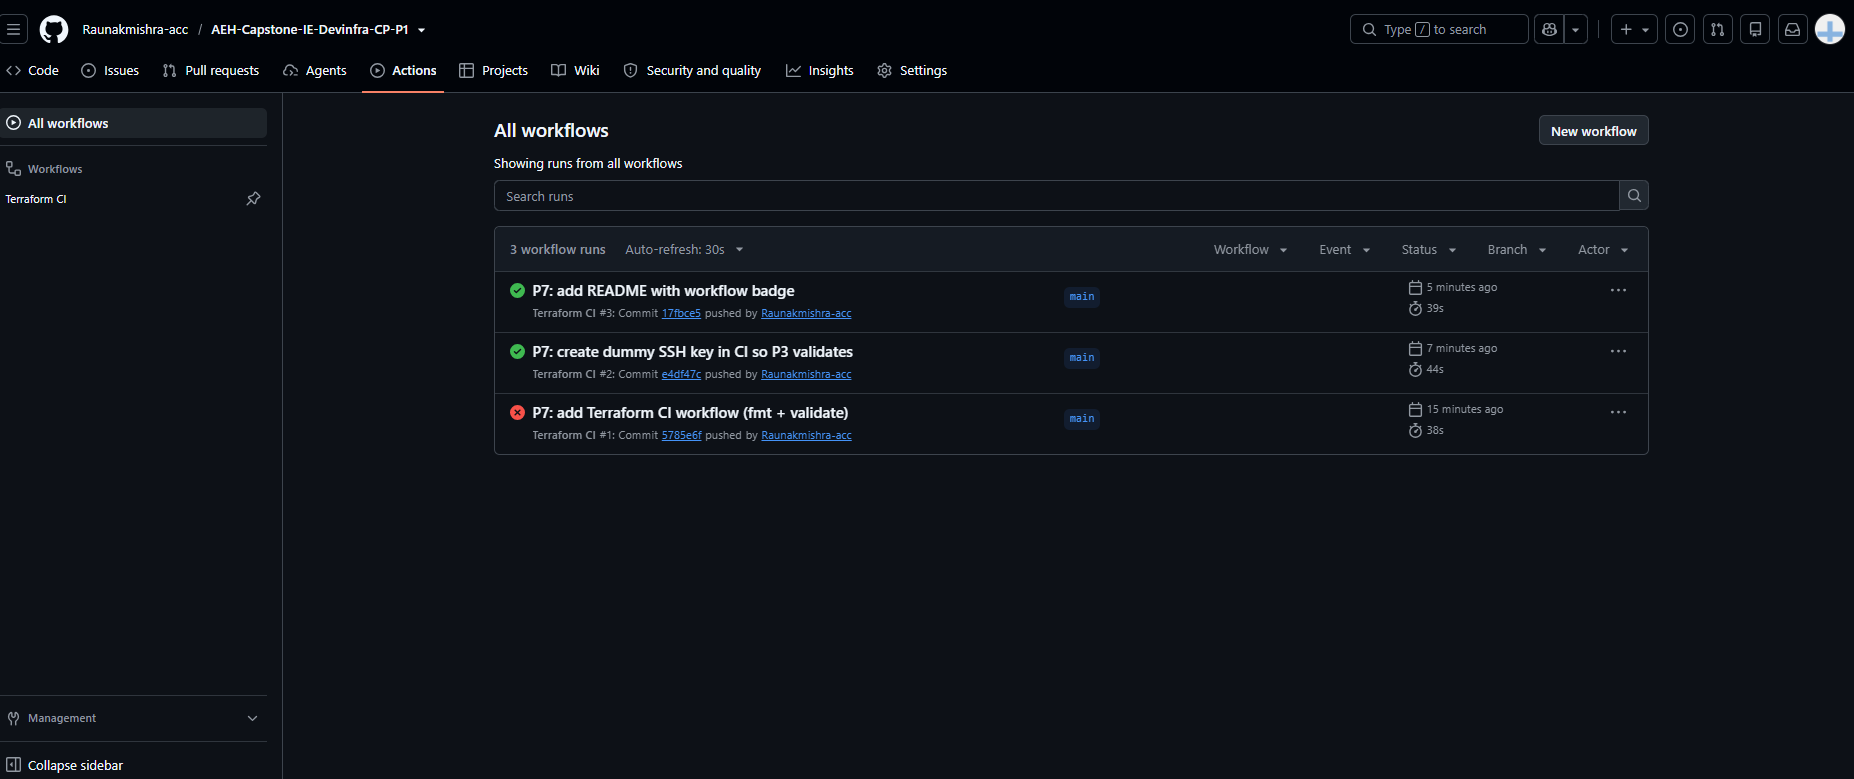 Raunakmishra-acc / AEH-Capstone-IE-Devinfra-CP-P1
Type / to search
Code Issues Pull requests Agents Actions Projects Wiki Security and quality Insights Settings
All workflows
Workflows
Terraform CI
Management
Collapse sidebar
All workflows
New workflow
Showing runs from all workflows
Search runs
3 workflow runs Auto-refresh: 30s Workflow Event Status Branch Actor
P7: add README with workflow badge
Terraform CI #3: Commit 17fbce5 pushed by Raunakmishra-acc
main
5 minutes ago
39s
P7: create dummy SSH key in CI so P3 validates
Terraform CI #2: Commit e4df47c pushed by Raunakmishra-acc
main
7 minutes ago
44s
P7: add Terraform CI workflow (fmt + validate)
Terraform CI #1: Commit 5785e6f pushed by Raunakmishra-acc
main
15 minutes ago
38s